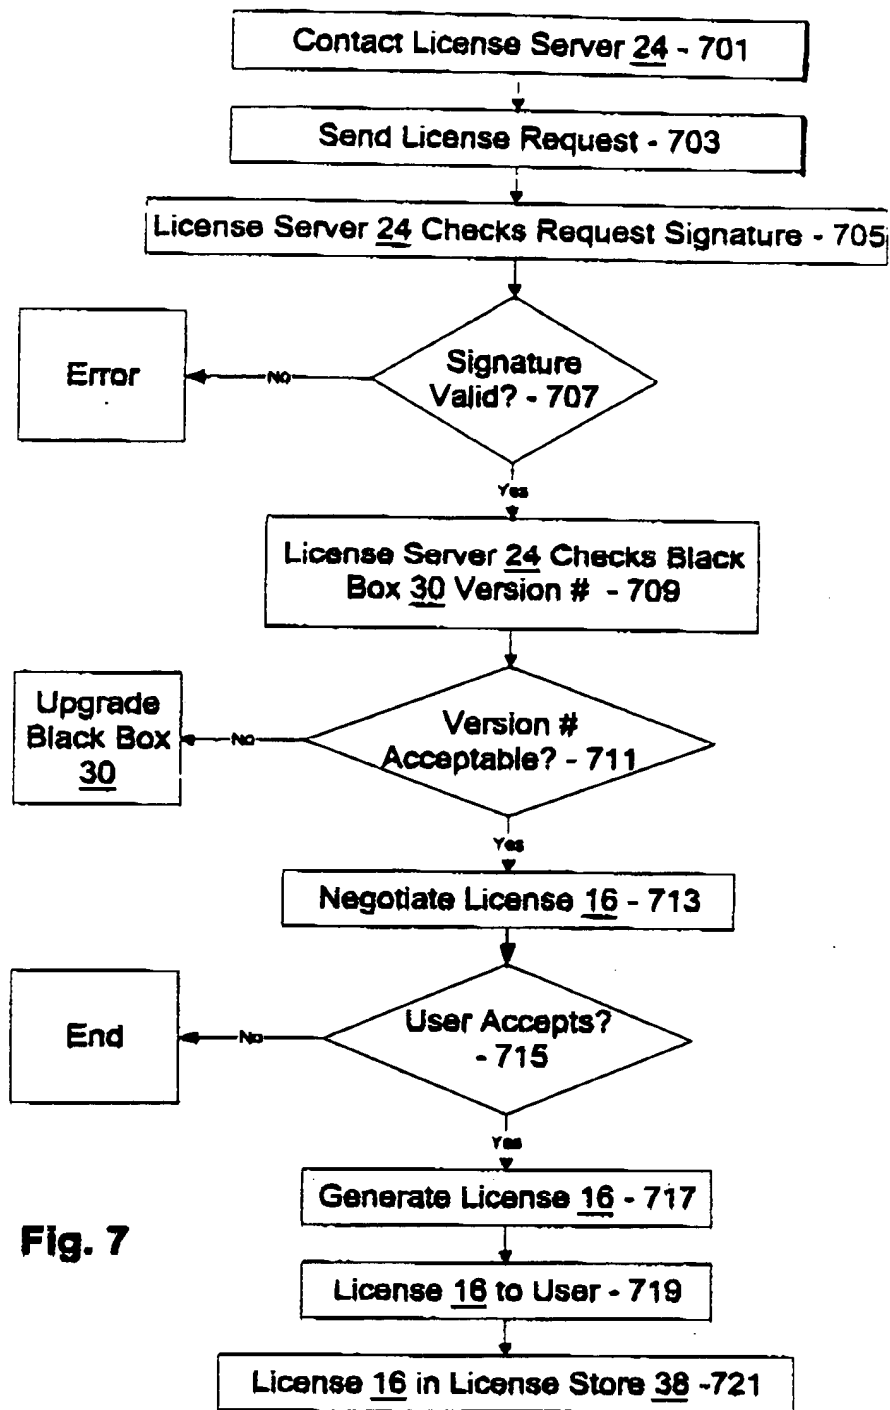 Contact License Server 24 - 701
Send License Request - 703
License Server 24 Checks Request Signature - 705
Signature
Valid? - 707
No
Error
Yes
License Server 24 Checks Black
Box 30 Version # - 709
Version #
Acceptable? - 711
No
Upgrade
Black Box
30
Yes
Negotiate License 16 - 713
User Accepts?
- 715
No
End
Yes
Generate License 16 - 717
License 16 to User - 719
License 16 in License Store 38 -721
Fig. 7